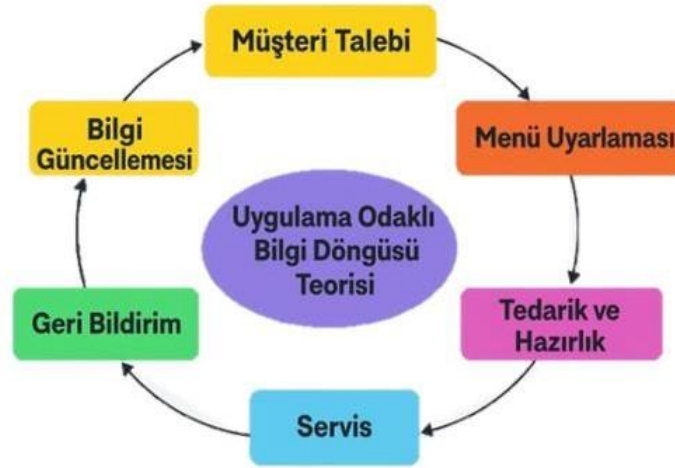 Müşteri Talebi
Menü Uyarlaması
Tedarik ve
Hazırlık
Servis
Geri Bildirim
Bilgi
Güncellemesi
Uygulama Odaklı
Bilgi Döngüsü
Teorisi